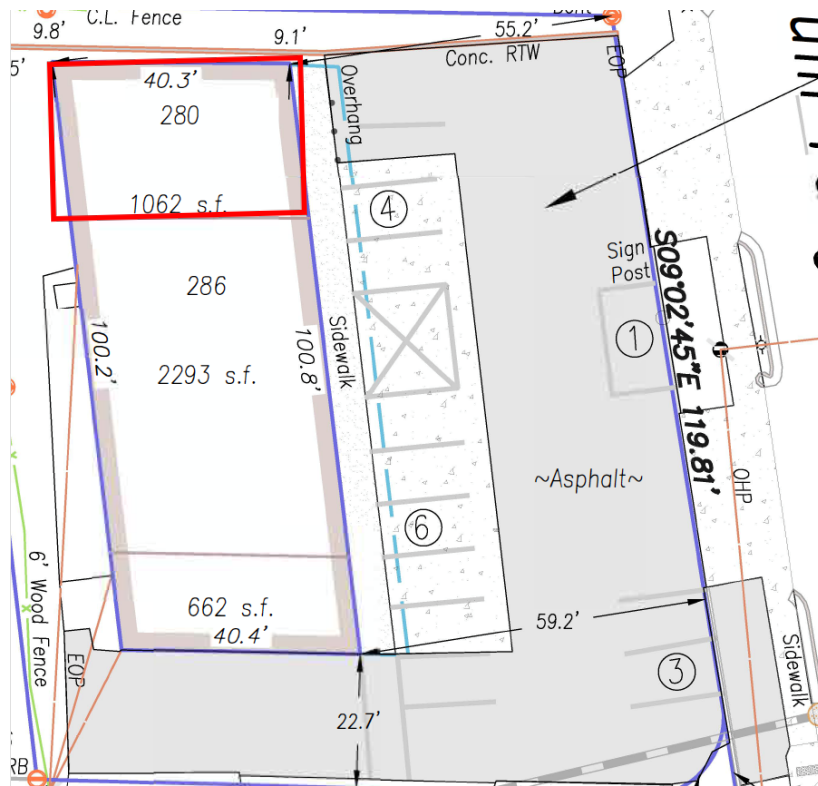 C.L. Fence
9.8'
9.1'
55.2'
5'
Conc. RTW
EOP
40.3'
280
Overhang
1062 s.f.
4
Sign
Post
286
S09°02'45"E 119.81'
Sidewalk
100.2'
100.8'
1
2293 s.f.
~Asphalt~
OHP
6
6' Wood Fence
662 s.f.
40.4'
59.2'
EOP
3
Sidewalk
22.7'
RB